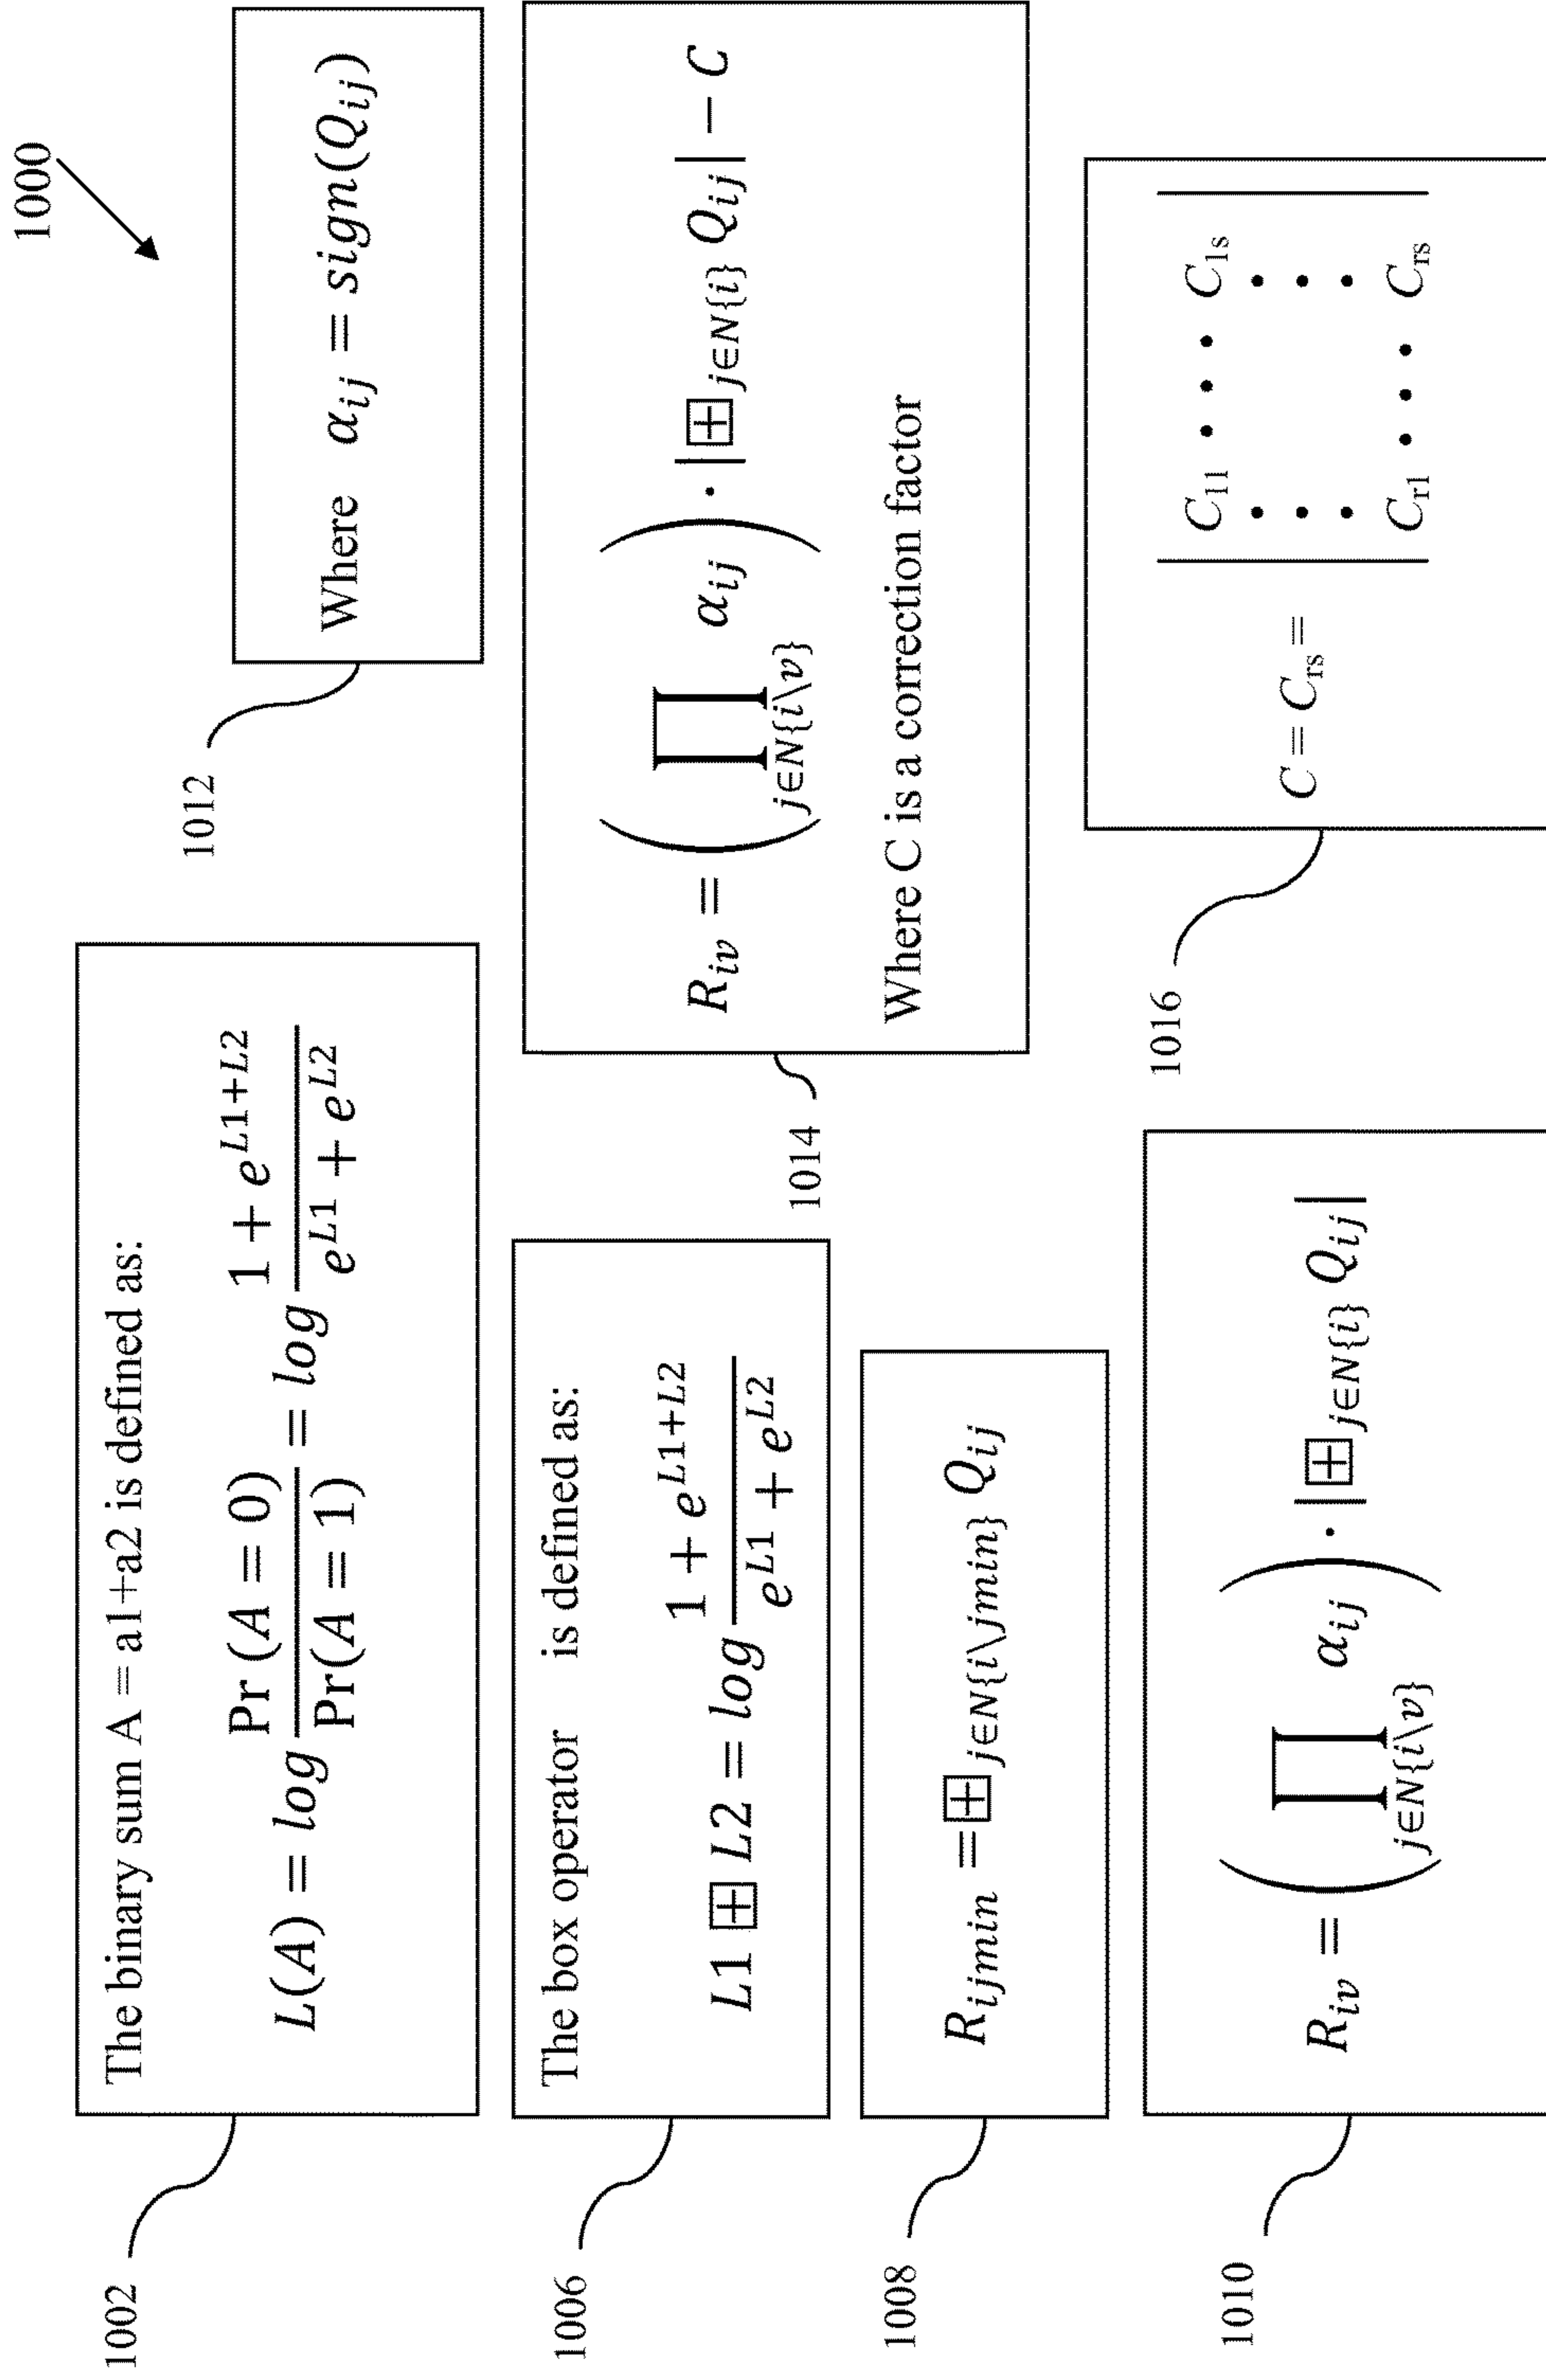 1000
1002
The binary sum A = a1+a2 is defined as:
L(A) = log Pr (A = 0) / Pr(A = 1) = log 1 + e^{L1+L2} / e^{L1} + e^{L2}
1006
The box operator is defined as:
L1 ⊞ L2 = log 1 + e^{L1+L2} / e^{L1} + e^{L2}
1008
R_{ijmin} = ⊞_{j∈N{i\jmin}} Q_{ij}
1010
R_{iv} = ( ∏_{j∈N{i\v}} α_{ij} ) · |⊞_{j∈N{i}} Q_{ij}|
1012
Where α_{ij} = sign(Q_{ij})
1014
R_{iv} = ( ∏_{j∈N{i\v}} α_{ij} ) · |⊞_{j∈N{i}} Q_{ij}| − C
Where C is a correction factor
1016
C_{11} • • • C_{1s}
C = C_{rs} =
C_{r1} • • • C_{rs}